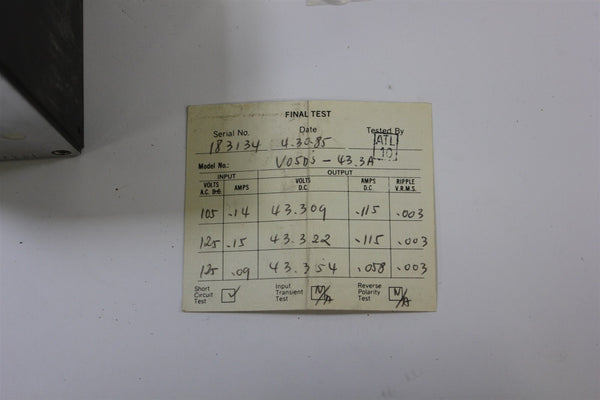 FINAL TEST
Serial No. Date Tested By
183134 4.30.85 ATL 10
Model No.: - 43.3A
INPUT OUTPUT
VOLTS A.C. AMPS VOLTS D.C. AMPS D.C. RIPPLE V.R.M.S.
105 .14 43.309 .115 .003
125 .15 43.322 .115 .003
125 .09 43.354 .058 .003
Short Circuit Test ✓ Input Transient Test N/A Reverse Polarity Test N/A